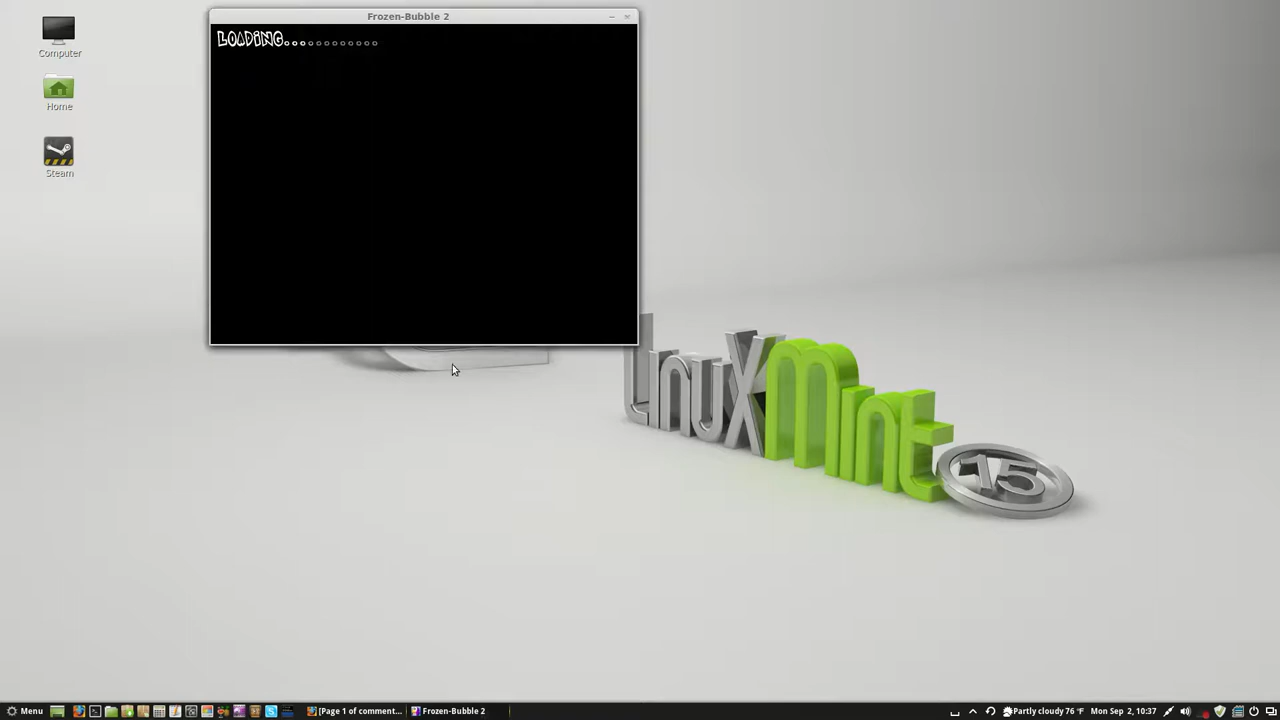 Frozen-Bubble 2
LOADING..............
Computer
Home
Steam
LinuxMint
15
Menu
[Page 1 of comment...
Frozen-Bubble 2
Partly cloudy 76 °F
Mon Sep 2, 10:37